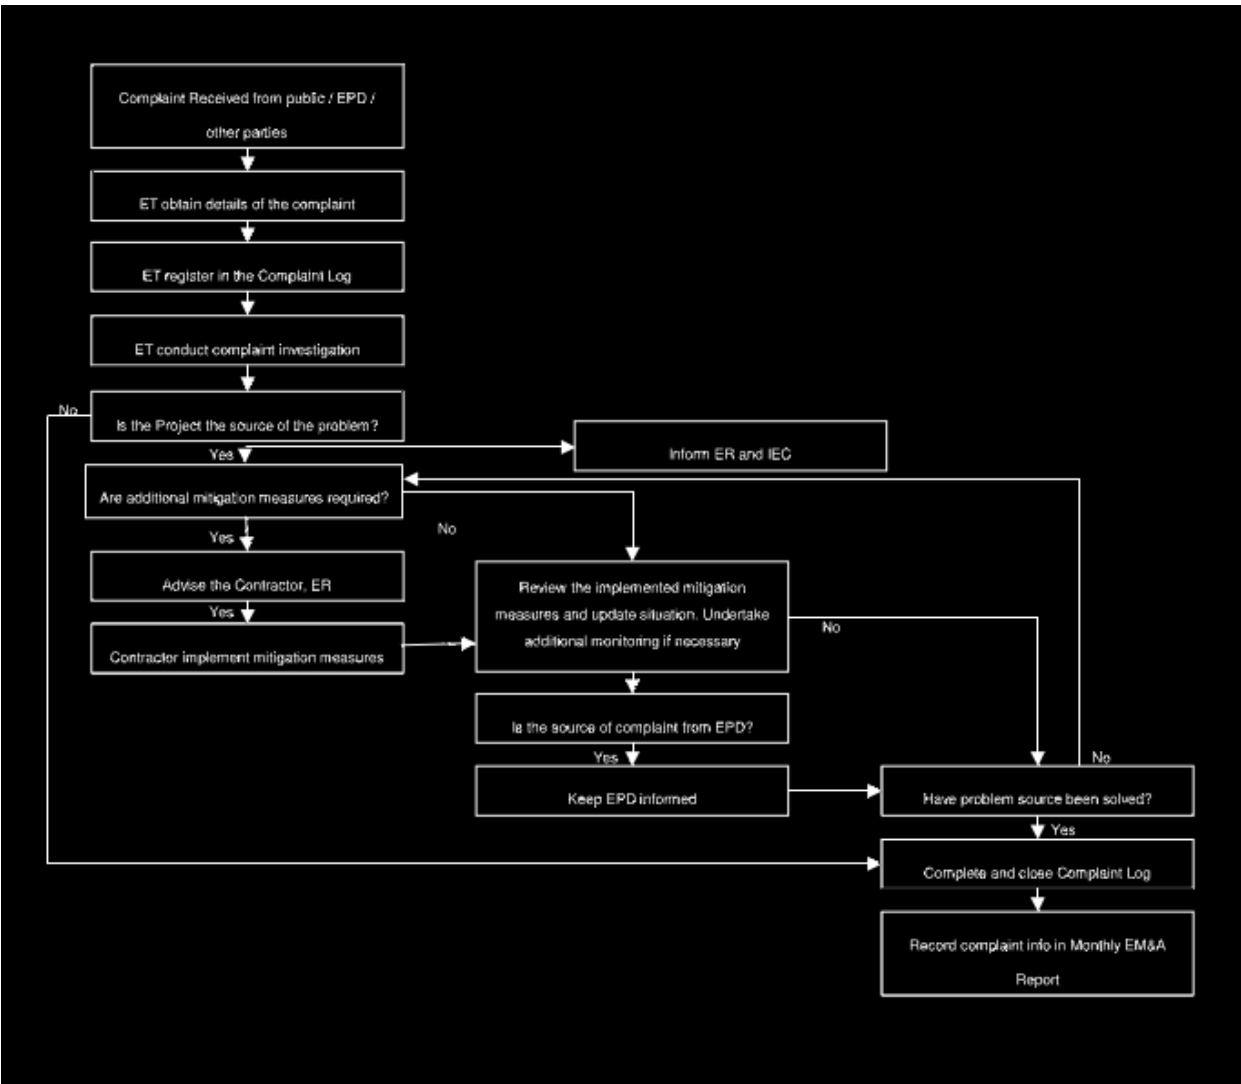 Complaint Received from public / EPD /
other parties
ET obtain details of the complaint
ET register in the Complaint Log
ET conduct complaint investigation
No
Is the Project the source of the problem?
Yes
Inform ER and IEC
Are additional mitigation measures required?
No
Yes
Advise the Contractor, ER
Yes
Contractor implement mitigation measures
Review the implemented mitigation
measures and update situation. Undertake
additional monitoring if necessary
No
Is the source of complaint from EPD?
Yes
Keep EPD informed
No
Have problem source been solved?
Yes
Complete and close Complaint Log
Record complaint info in Monthly EM&A
Report